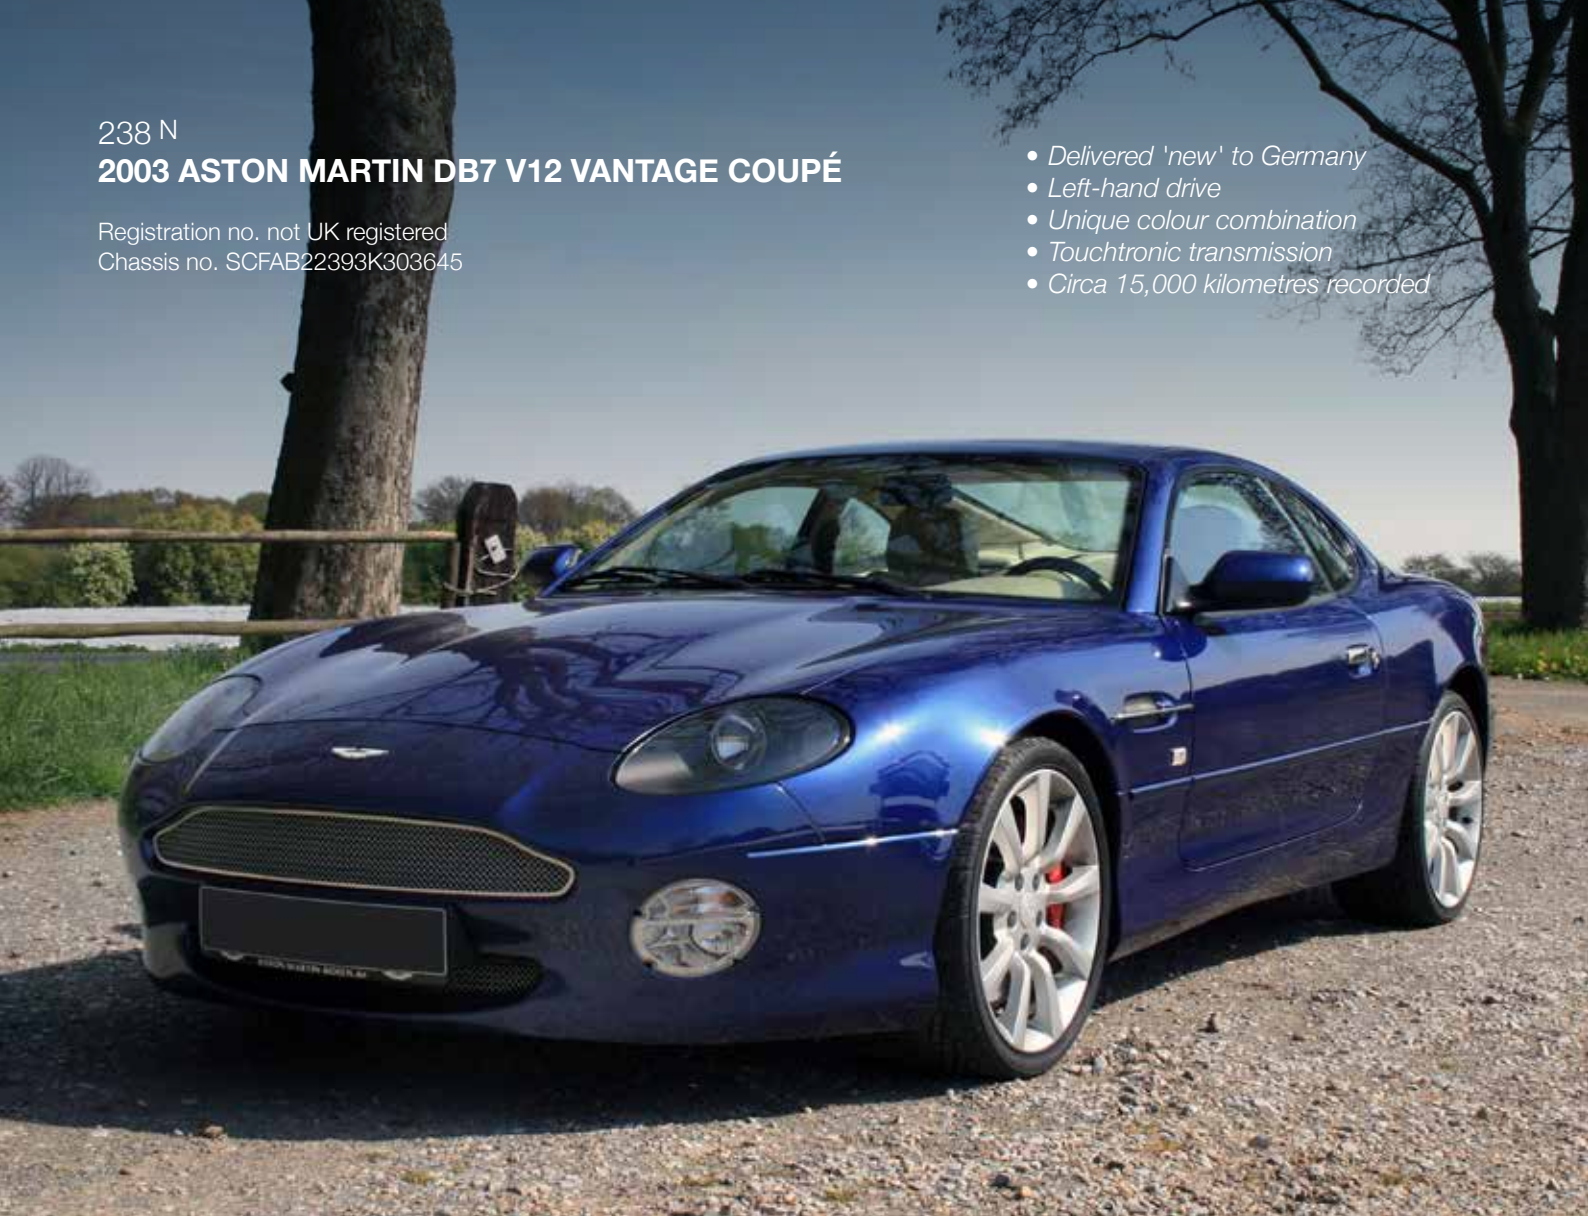 238 N
2003 ASTON MARTIN DB7 V12 VANTAGE COUPÉ
Registration no. not UK registered
Chassis no. SCFAB22393K303645
• Delivered 'new' to Germany
• Left-hand drive
• Unique colour combination
• Touchtronic transmission
• Circa 15,000 kilometres recorded